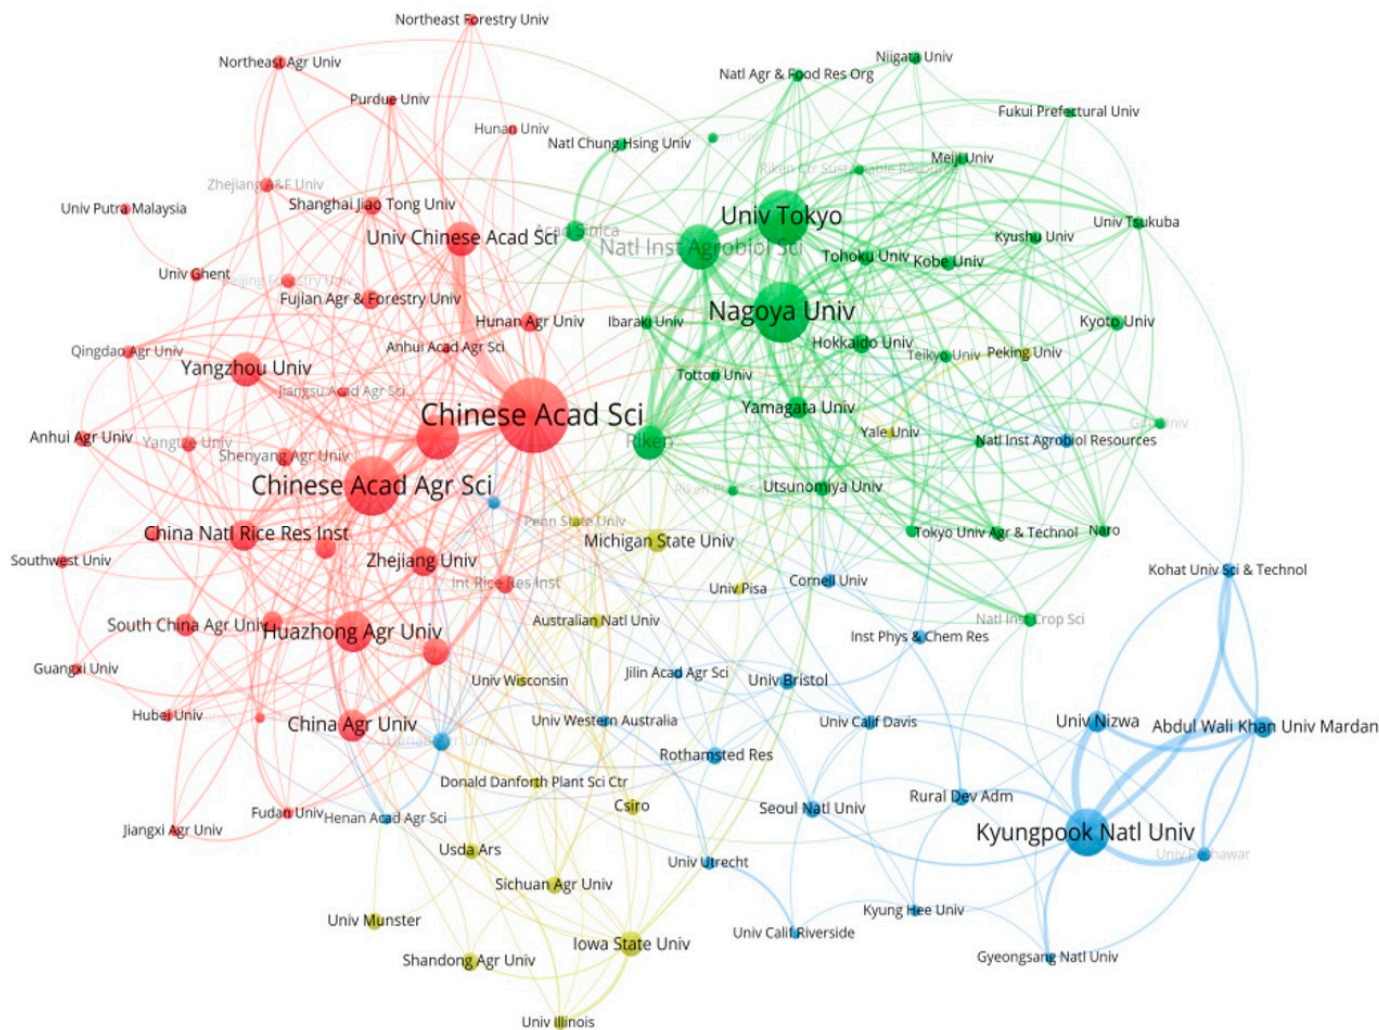 Northeast Forestry Univ
Northeast Agr Univ
Niigata Univ
Natl Agr & Food Res Org
Purdue Univ
Fukui Prefectural Univ
Hunan Univ
Natl Chung Hsing Univ
Meiji Univ
Riken Ctr Sustainable Resource
Zhejiang A&F Univ
Shanghai Jiao Tong Univ
Univ Putra Malaysia
Univ Tokyo
Univ Tsukuba
Acad Sinica
Univ Chinese Acad Sci
Kyushu Univ
Natl Inst Agrobiol Sci
Tohoku Univ
Kobe Univ
Univ Ghent
Beijing Forestry Univ
Fujian Agr & Forestry Univ
Nagoya Univ
Hunan Agr Univ
Ibaraki Univ
Kyoto Univ
Hokkaido Univ
Anhui Acad Agr Sci
Qingdao Agr Univ
Teikyo Univ
Peking Univ
Yangzhou Univ
Tottori Univ
Jiangsu Acad Agr Sci
Yamagata Univ
Chinese Acad Sci
Yale Univ
Anhui Agr Univ
Yangtze Univ
Riken
Natl Inst Agrobiol Resources
Shenyang Agr Univ
Chinese Acad Agr Sci
Utsunomiya Univ
Penn State Univ
China Natl Rice Res Inst
Michigan State Univ
Tokyo Univ Agr & Technol
Naro
Southwest Univ
Zhejiang Univ
Kohat Univ Sci & Technol
Int Rice Res Inst
Univ Pisa
Cornell Univ
Australian Natl Univ
Natl Inst Crop Sci
South China Agr Univ
Huazhong Agr Univ
Inst Phys & Chem Res
Guangxi Univ
Jilin Acad Agr Sci
Univ Wisconsin
Univ Bristol
Hubei Univ
China Agr Univ
Univ Western Australia
Univ Calif Davis
Univ Nizwa
Abdul Wali Khan Univ Mardan
Rothamsted Res
Donald Danforth Plant Sci Ctr
Csiro
Seoul Natl Univ
Rural Dev Adm
Fudan Univ
Henan Acad Agr Sci
Jiangxi Agr Univ
Kyungpook Natl Univ
Usda Ars
Univ Utrecht
Univ Peshawar
Sichuan Agr Univ
Kyung Hee Univ
Univ Munster
Univ Calif Riverside
Iowa State Univ
Shandong Agr Univ
Gyeongsang Natl Univ
Univ Illinois